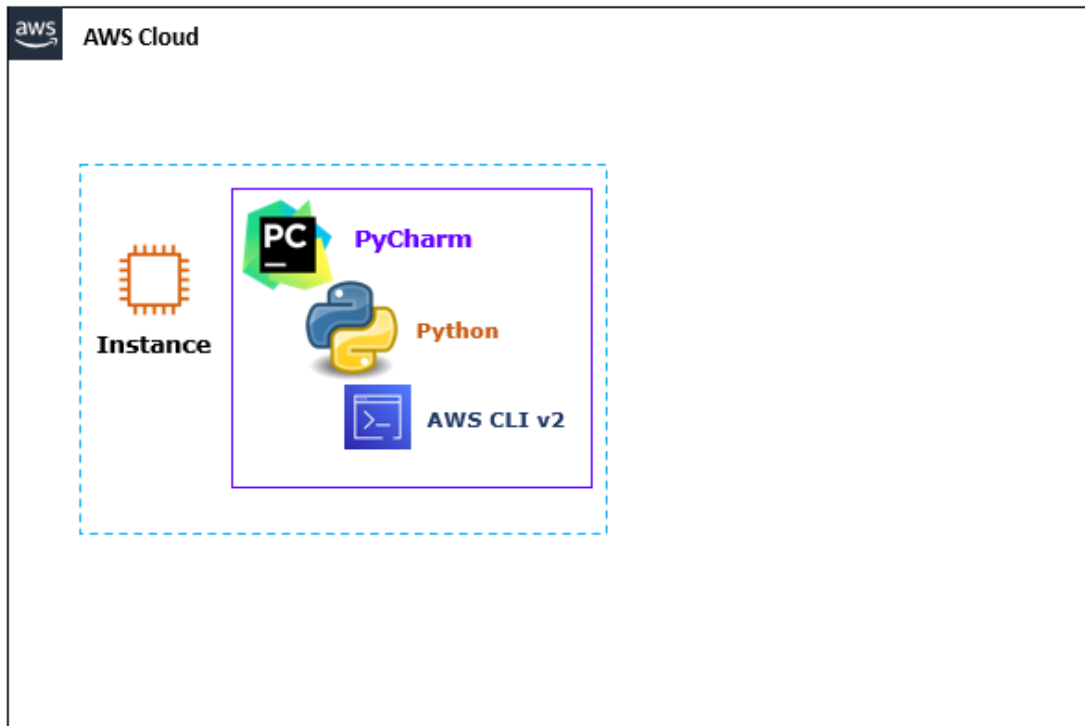 aws
AWS Cloud
PC
PyCharm
Python
Instance
AWS CLI v2